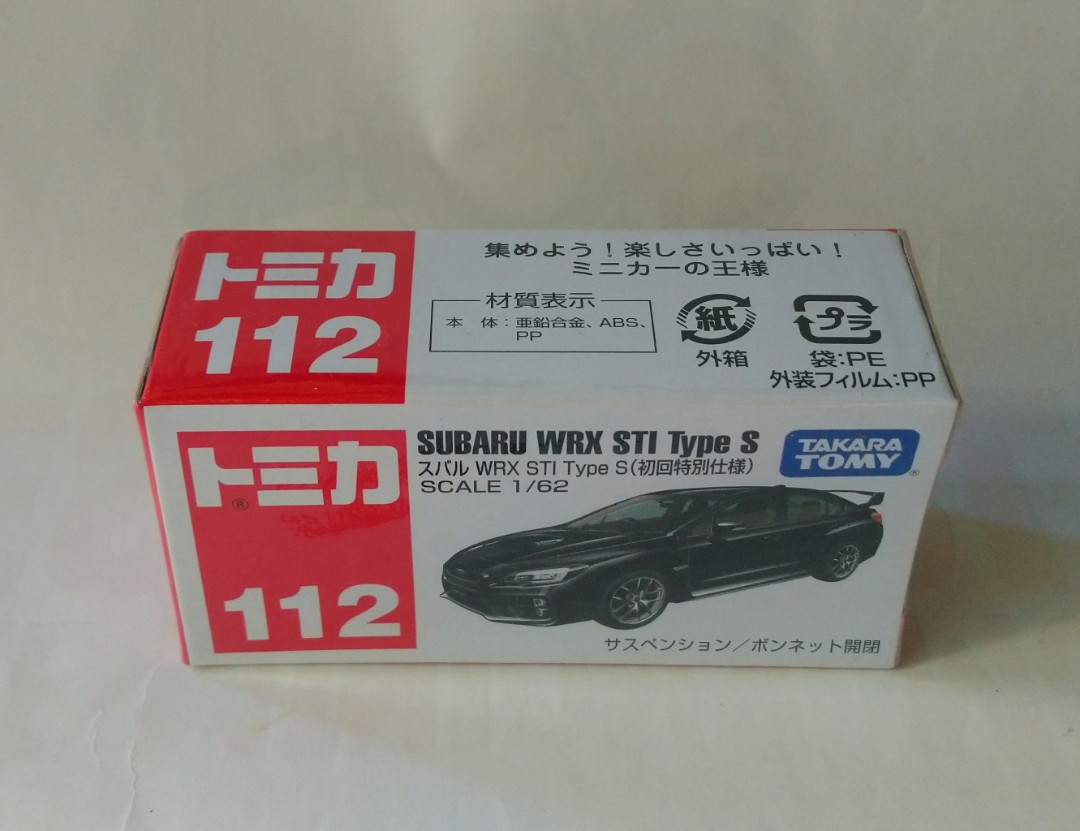 トミカ
112
集めよう！楽しさいっぱい！
ミニカーの王様
材質表示
本 体：亜鉛合金、ABS、
PP
紙
外箱
プラ
袋:PE
外装フィルム:PP
トミカ
®
112
SUBARU WRX STI Type S
スバル WRX STI Type S(初回特別仕様)
SCALE 1/62
TAKARA
TOMY®
サスペンション／ボンネット開閉